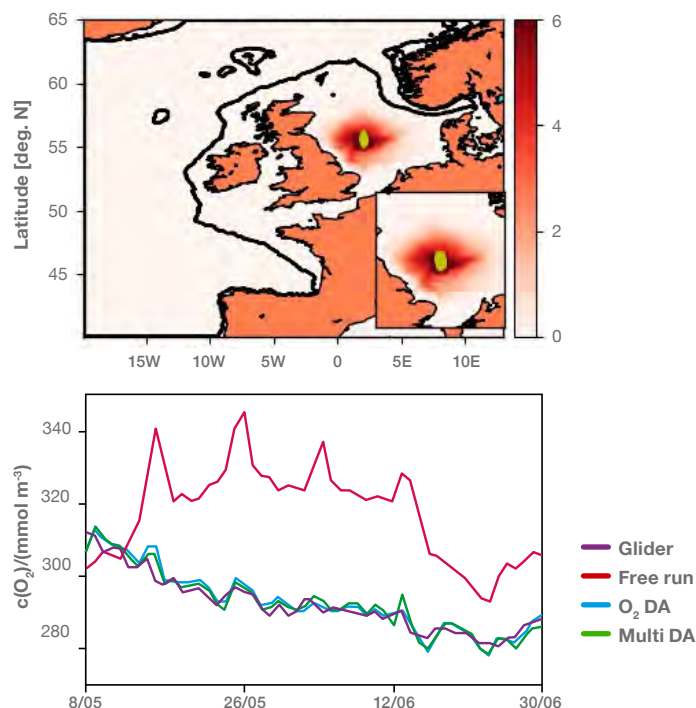 65
60
55
50
45
Latitude [deg. N]
15W 10W 5W 0 5E 10E
6
4
2
0
340
320
300
280
c(O₂)/(mmol m⁻³)
8/05 26/05 12/06 30/06
Glider
Free run
O₂ DA
Multi DA